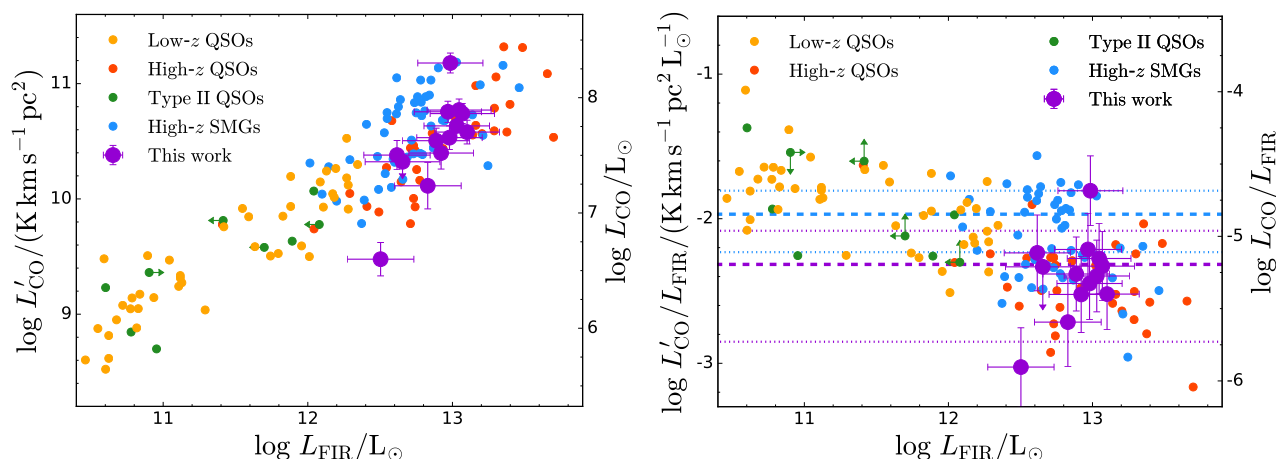 Low-z QSOs
High-z QSOs
Type II QSOs
High-z SMGs
This work
11
10
9
8
7
6
11
12
13
log L′CO/(K km s−1 pc2)
log LCO/L⊙
log LFIR/L⊙
Low-z QSOs
High-z QSOs
Type II QSOs
High-z SMGs
This work
-1
-2
-3
-4
-5
-6
11
12
13
log L′CO/LFIR/(K km s−1 pc2 L⊙−1)
log LCO/LFIR
log LFIR/L⊙